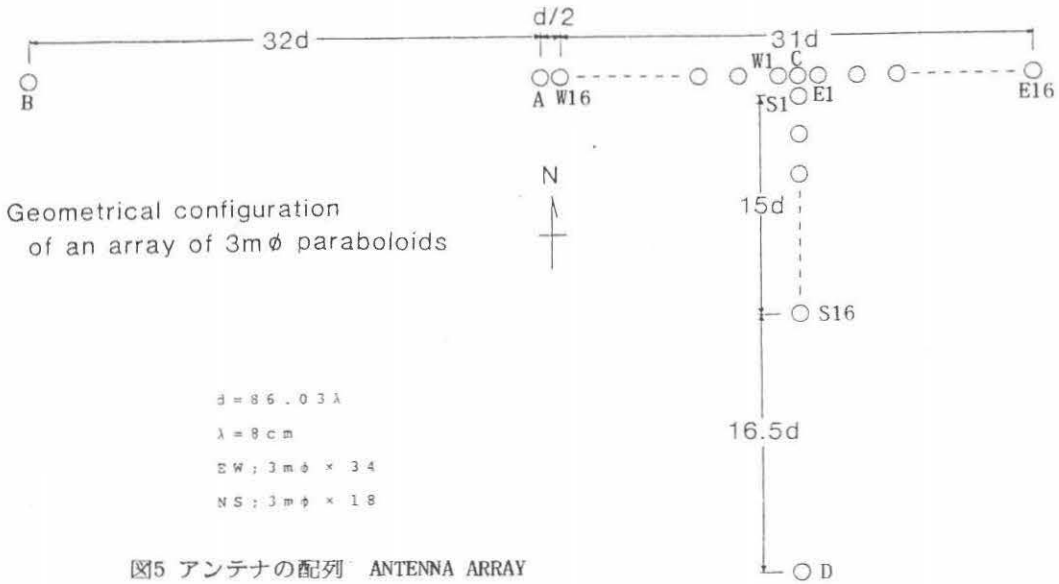 d/2
32d
31d
B
A
W16
W1
C
S1
E1
E16
N
15d
Geometrical configuration
of an array of 3mφ paraboloids
S16
d=86.03λ
λ=8cm
EW;3mφ × 34
NS;3mφ × 18
16.5d
図5 アンテナの配列 ANTENNA ARRAY
D